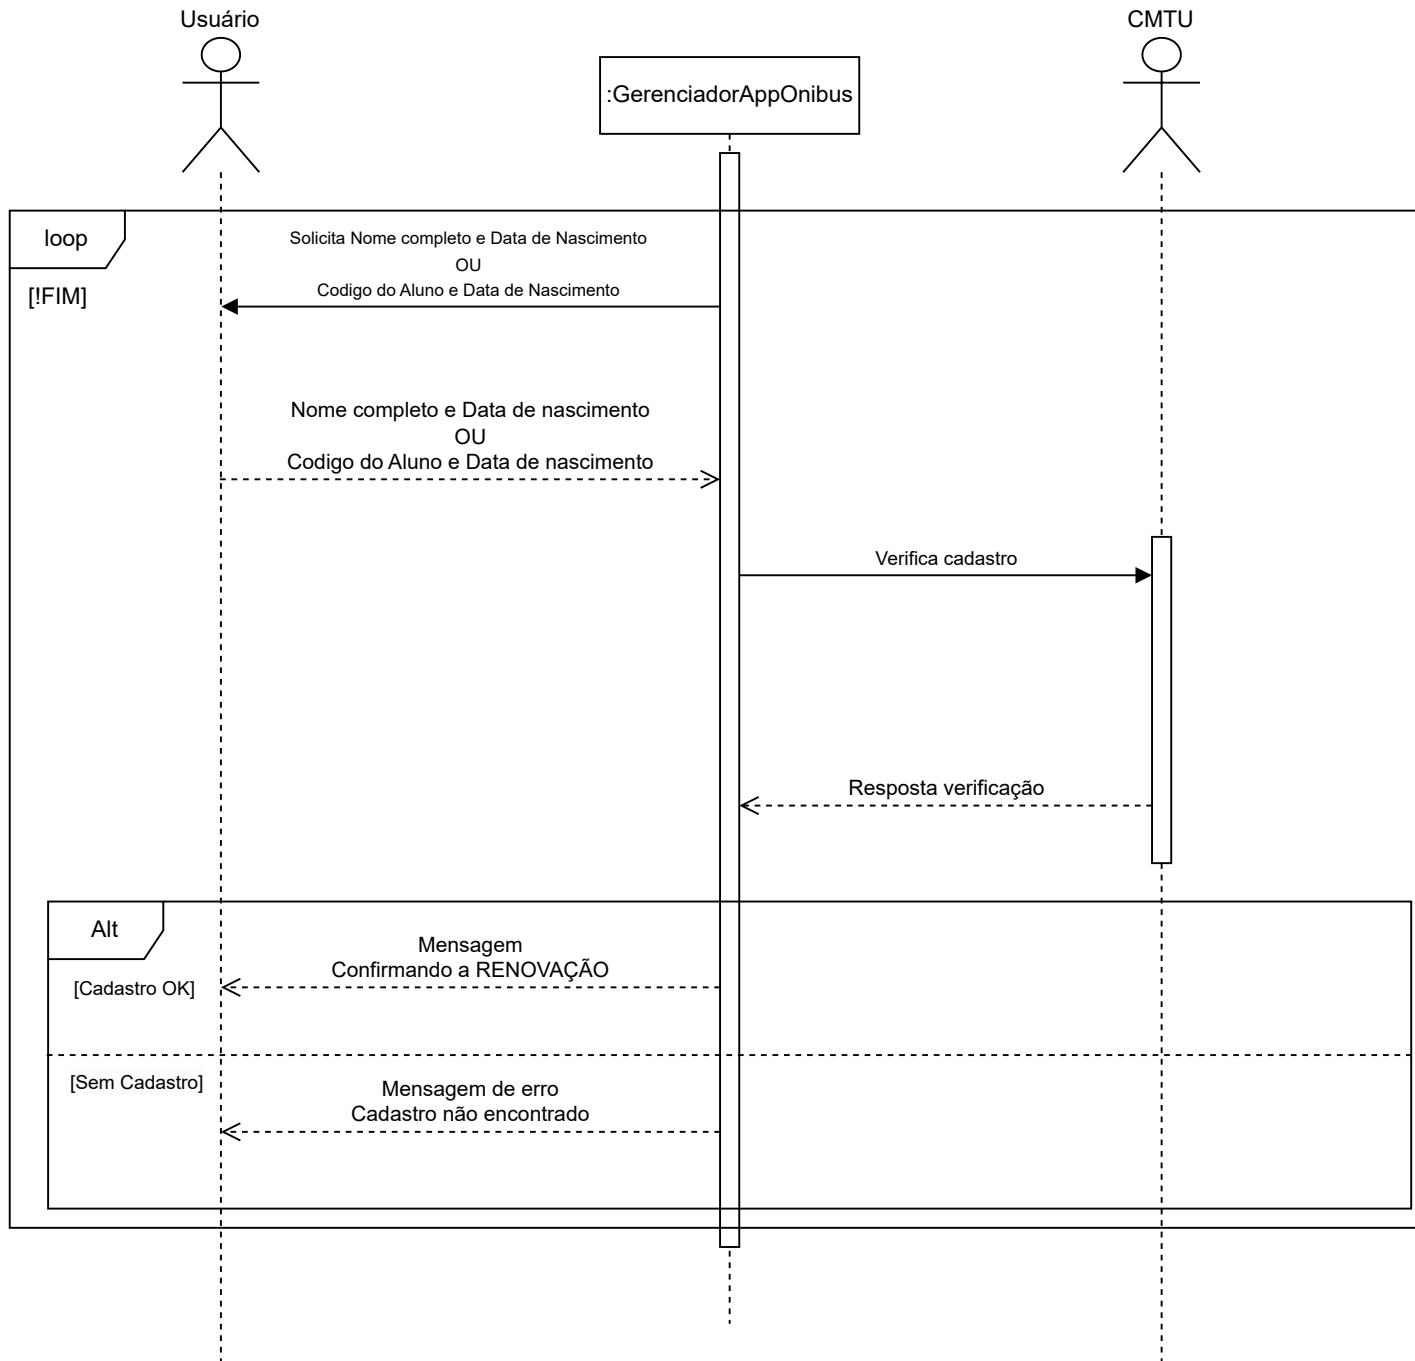 Usuário
CMTU
:GerenciadorAppOnibus
loop
[!FIM]
Solicita Nome completo e Data de Nascimento
OU
Codigo do Aluno e Data de Nascimento
Nome completo e Data de nascimento
OU
Codigo do Aluno e Data de nascimento
Verifica cadastro
Resposta verificação
Alt
[Cadastro OK]
Mensagem
Confirmando a RENOVAÇÃO
[Sem Cadastro]
Mensagem de erro
Cadastro não encontrado